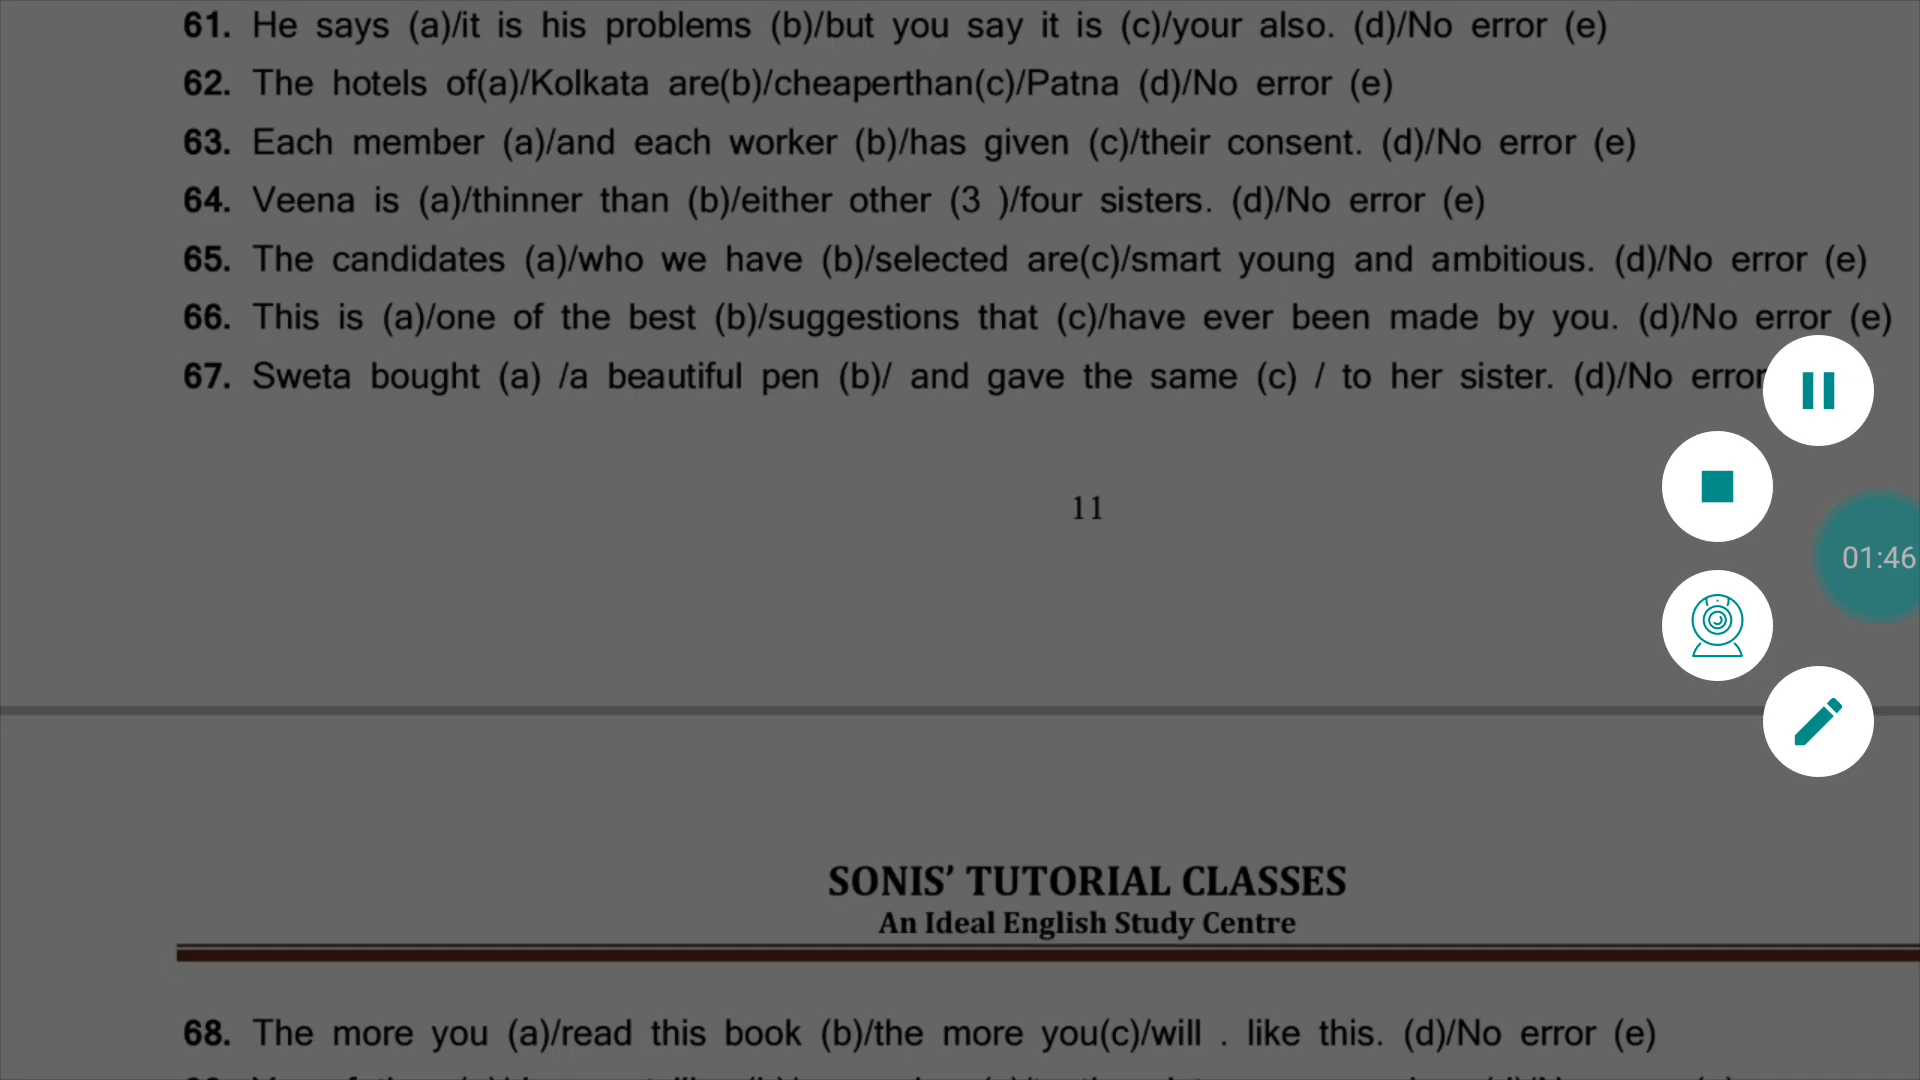 61. He says (a)/it is his problems (b)/but you say it is (c)/your also. (d)/No error (e)
62. The hotels of(a)/Kolkata are(b)/cheaperthan(c)/Patna (d)/No error (e)
63. Each member (a)/and each worker (b)/has given (c)/their consent. (d)/No error (e)
64. Veena is (a)/thinner than (b)/either other (3 )/four sisters. (d)/No error (e)
65. The candidates (a)/who we have (b)/selected are(c)/smart young and ambitious. (d)/No error (e)
66. This is (a)/one of the best (b)/suggestions that (c)/have ever been made by you. (d)/No error (e)
67. Sweta bought (a) /a beautiful pen (b)/ and gave the same (c) / to her sister. (d)/No error
01:46
11
SONIS’ TUTORIAL CLASSES
An Ideal English Study Centre
68. The more you (a)/read this book (b)/the more you(c)/will . like this. (d)/No error (e)